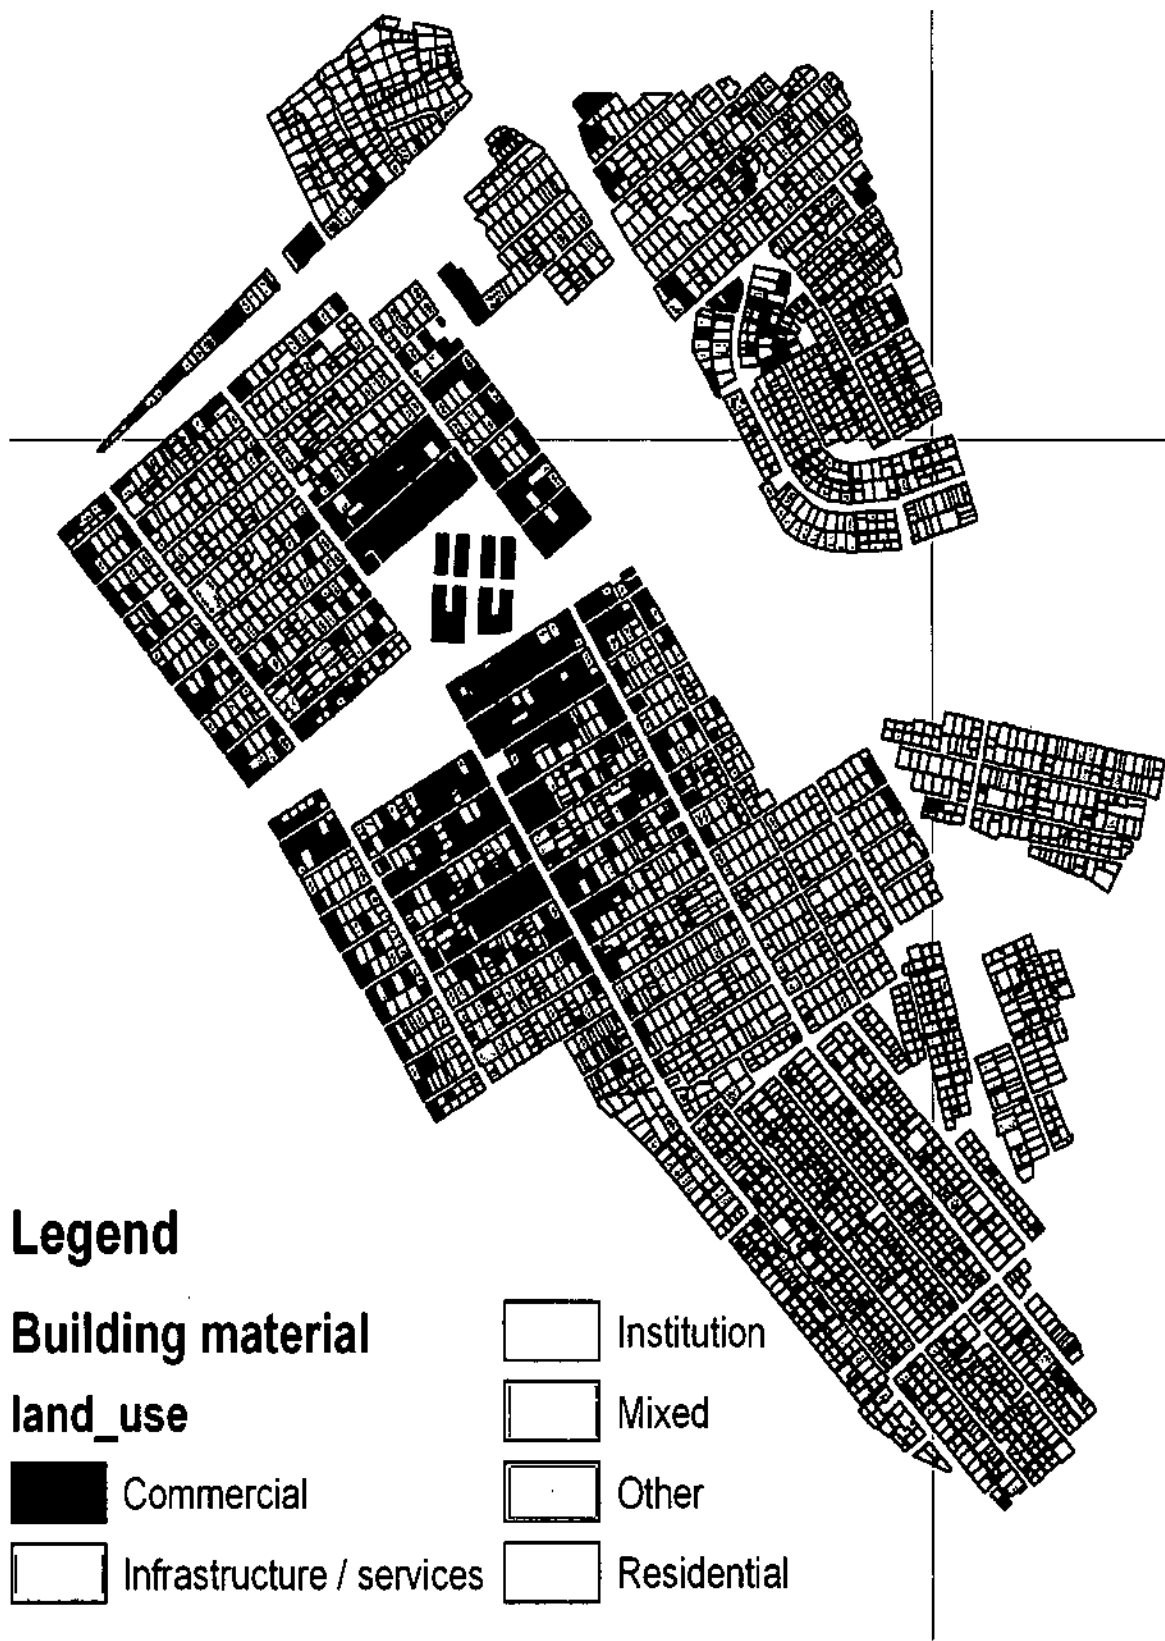 Legend
Building material
land_use
Commercial
Infrastructure / services
Institution
Mixed
Other
Residential